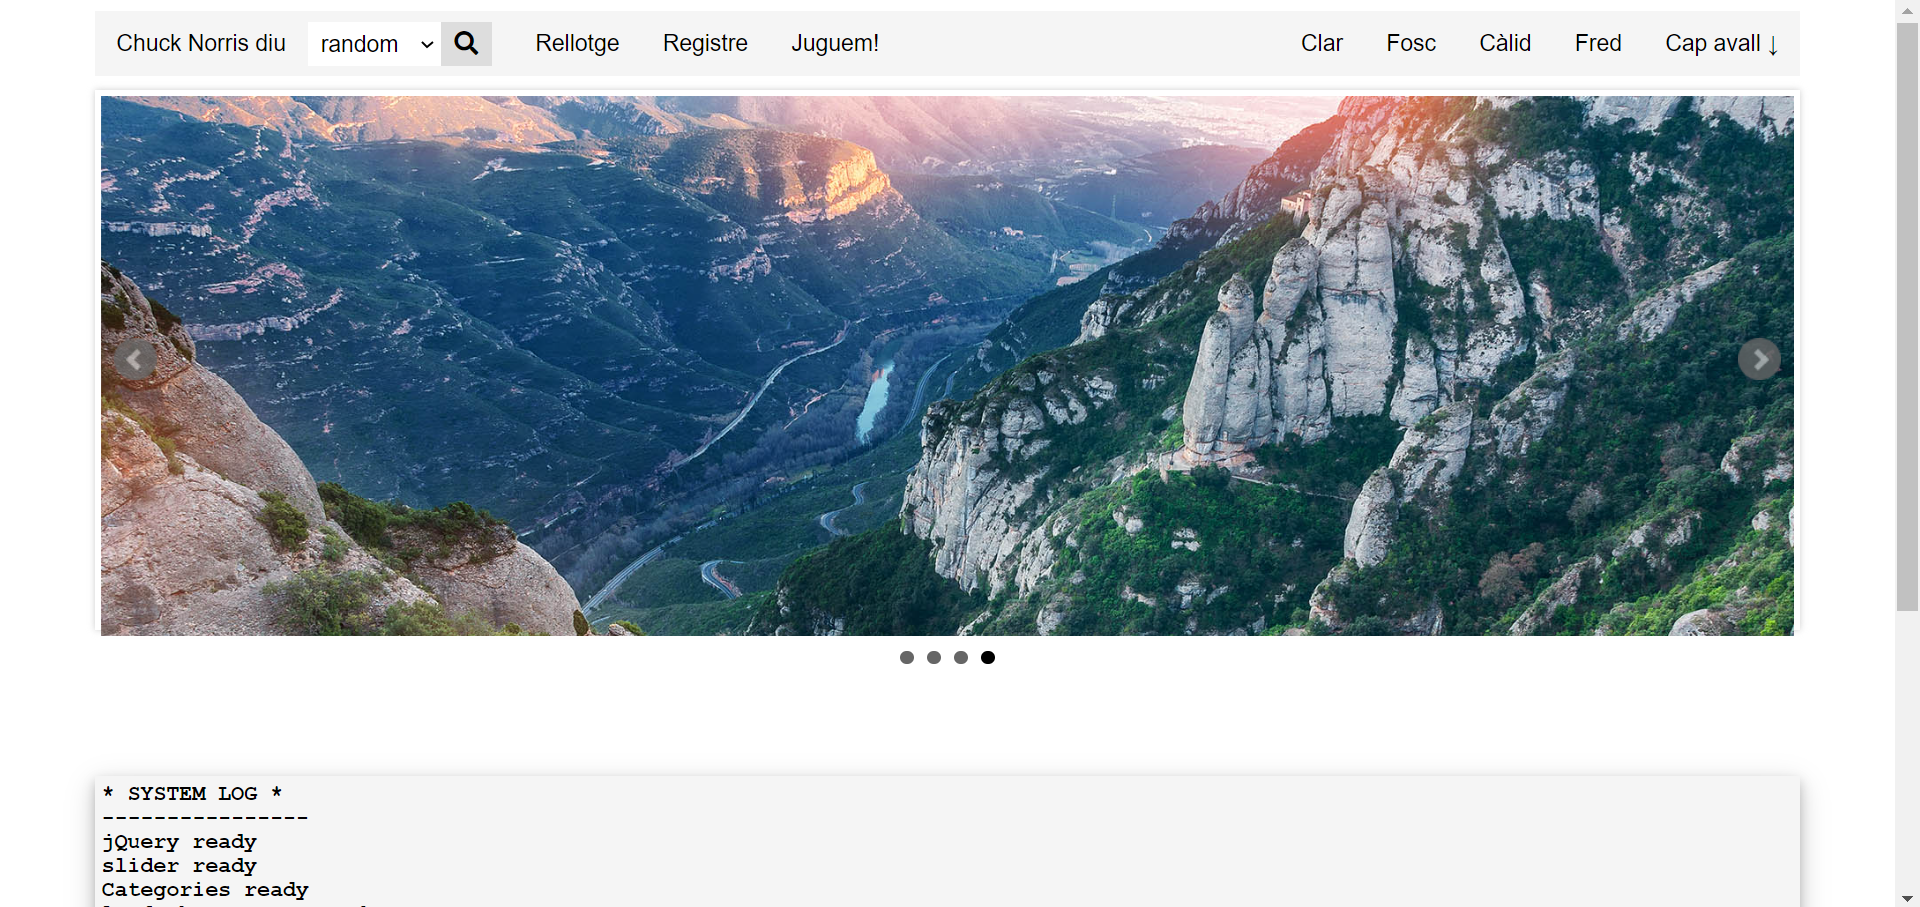 Chuck Norris diu random Rellotge Registre Juguem! Clar Fosc Càlid Fred Cap avall ↓
* SYSTEM LOG *
----------------
jQuery ready
slider ready
Categories ready